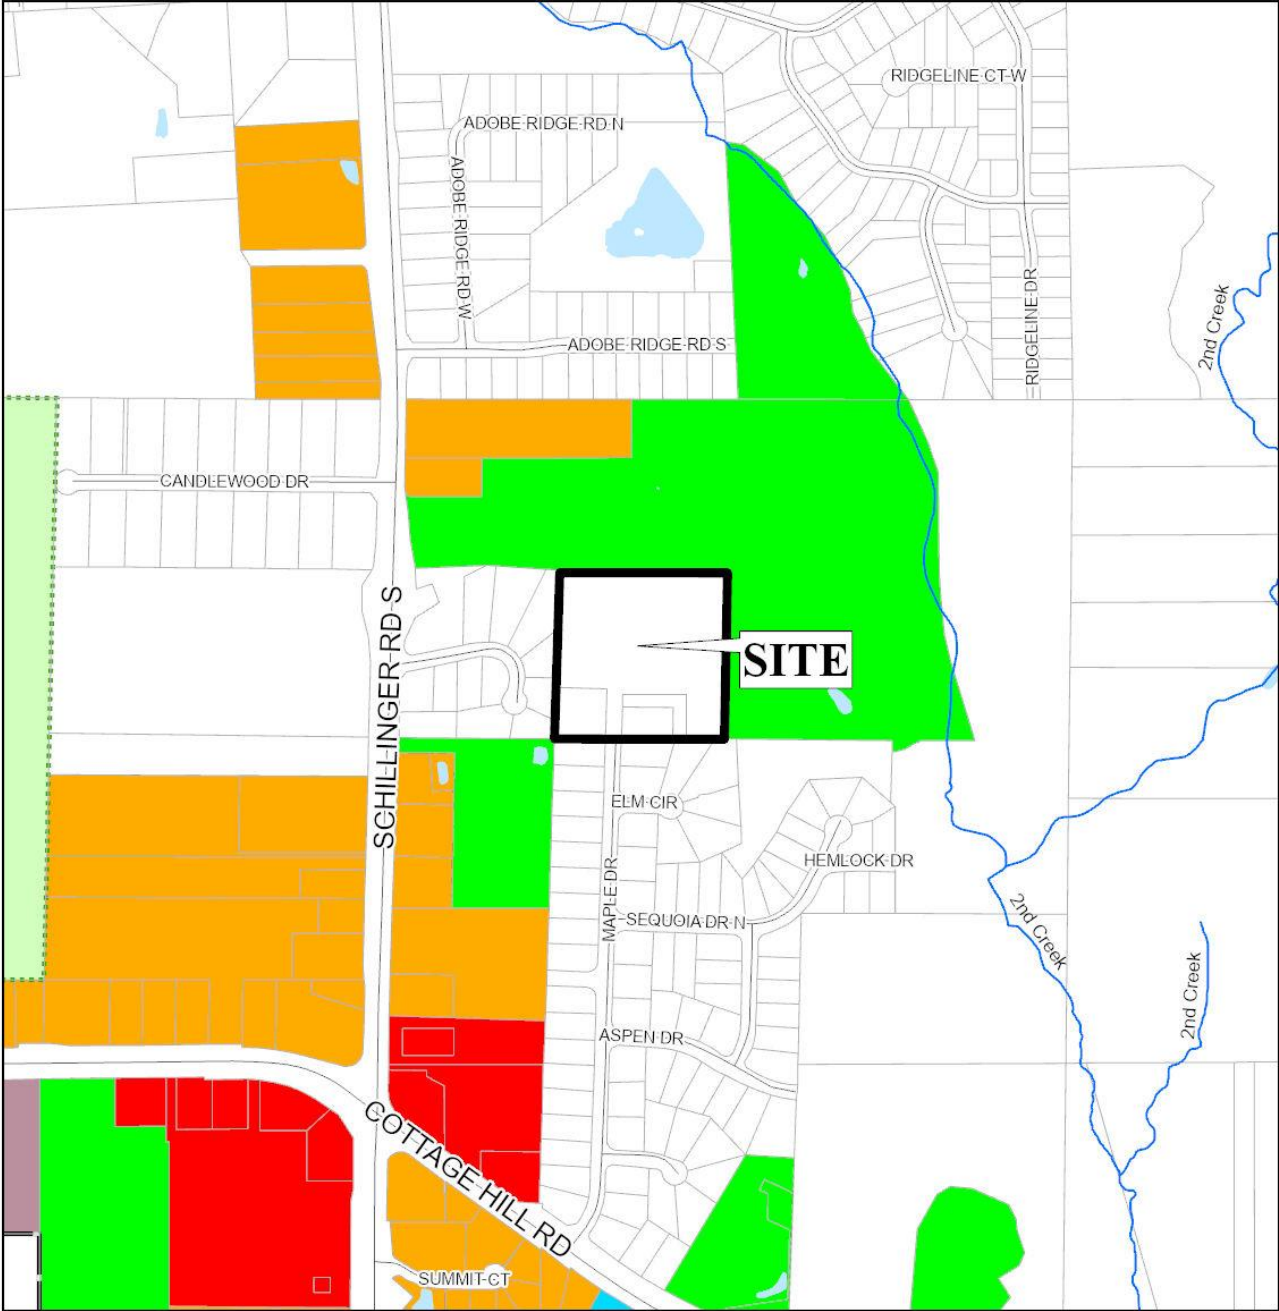 RIDGELINE CT W
ADOBE RIDGE RD N
ADOBE RIDGE RD W
RIDGELINE DR
2nd Creek
ADOBE RIDGE RD S
CANDLEWOOD DR
SCHILLINGER RD S
SITE
ELM CIR
HEMLOCK DR
MAPLE DR
SEQUOIA DR N
2nd Creek
2nd Creek
ASPEN DR
COTTAGE HILL RD
SUMMIT CT